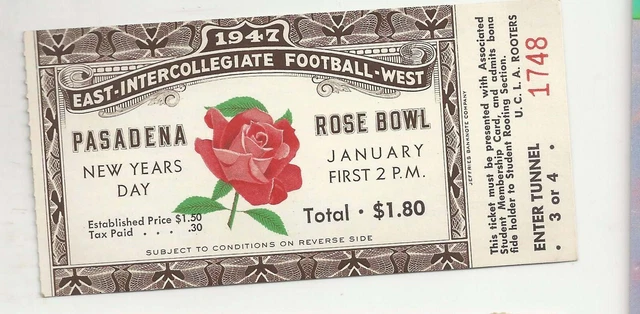 1947
EAST-INTERCOLLEGIATE FOOTBALL-WEST
PASADENA
NEW YEARS
DAY
ROSE BOWL
JANUARY
FIRST 2 P.M.
Established Price $1.50
Tax Paid . . . . .30
Total • $1.80
SUBJECT TO CONDITIONS ON REVERSE SIDE
JEFFRIES BANKNOTE COMPANY
This ticket must be presented with Associated
Student Membership Card, and admits bona
fide holder to Student Rooting Section.
U. C. L. A. ROOTERS
1748
ENTER TUNNEL
• 3 or 4 •